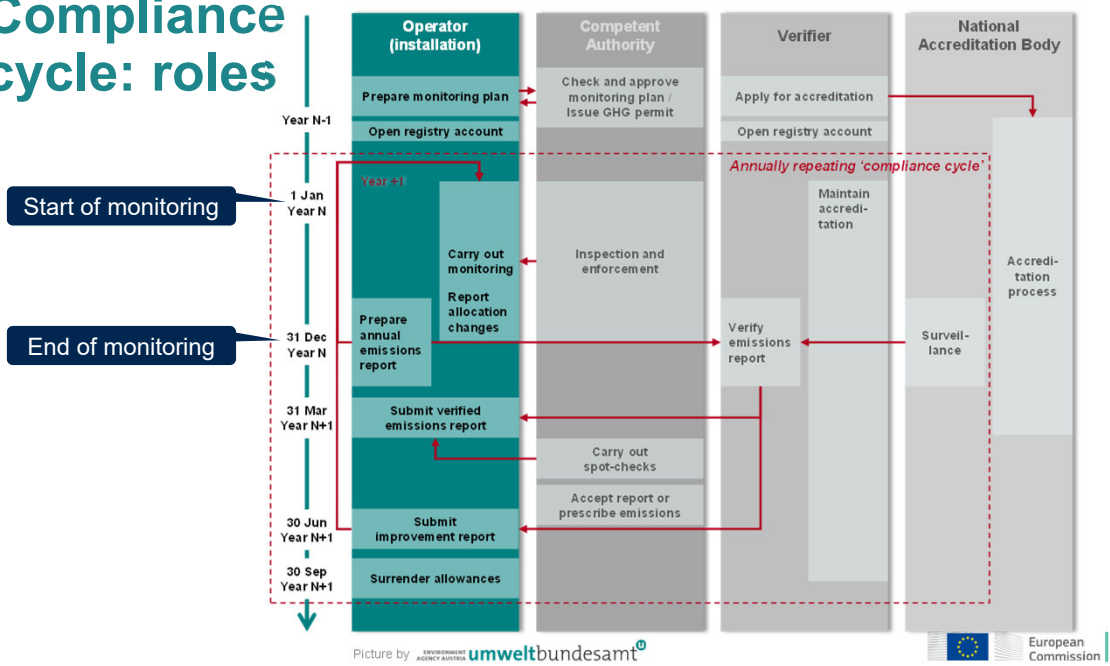 Compliance
cycle: roles
Operator
(installation)
Competent
Authority
Verifier
National
Accreditation Body
Year N-1
Prepare monitoring plan
Check and approve
monitoring plan /
Issue GHG permit
Apply for accreditation
Open registry account
Open registry account
Annually repeating ‘compliance cycle’
Year +1
Start of monitoring
1 Jan
Year N
Maintain
accredi-
tation
Carry out
monitoring
Report
allocation
changes
Inspection and
enforcement
Accredi-
tation
process
End of monitoring
31 Dec
Year N
Prepare
annual
emissions
report
Verify
emissions
report
Surveil-
lance
31 Mar
Year N+1
Submit verified
emissions report
Carry out
spot-checks
Accept report or
prescribe emissions
30 Jun
Year N+1
Submit
improvement report
30 Sep
Year N+1
Surrender allowances
Picture by
ENVIRONMENT
AGENCY AUSTRIA
umweltbundesamt
u
European
Commission